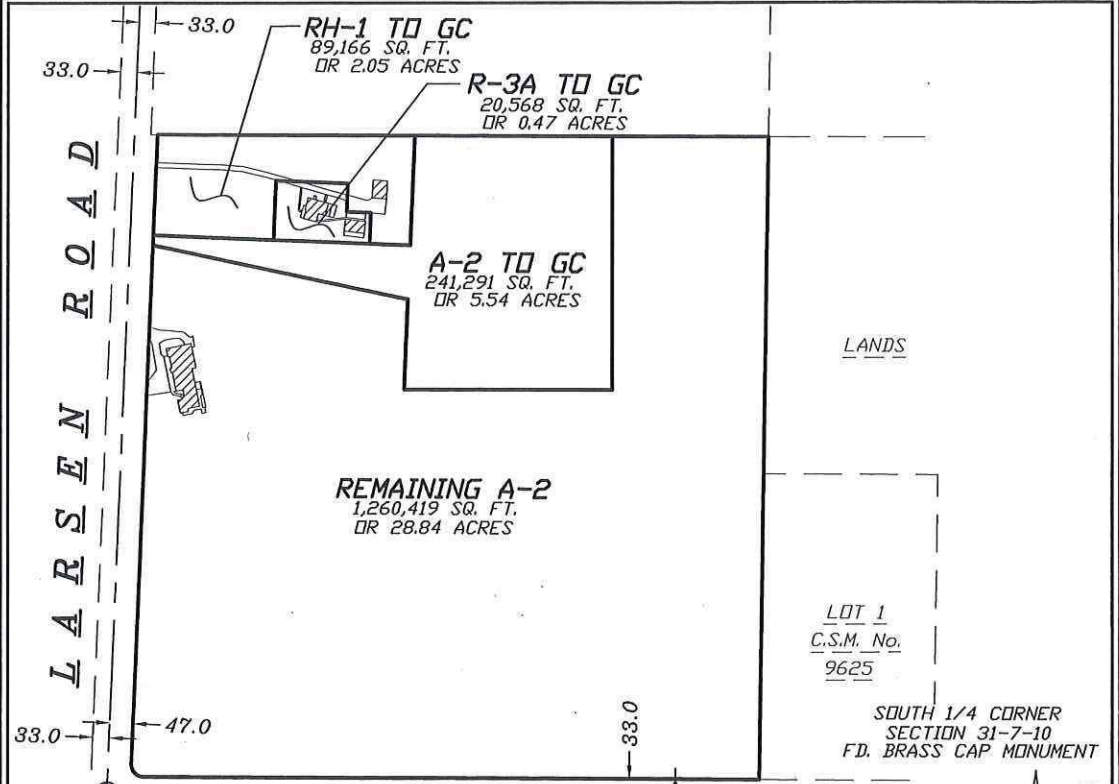 33.0
RH-1 TO GC
89,166 SQ. FT.
OR 2.05 ACRES
33.0
R-3A TO GC
20,568 SQ. FT.
OR 0.47 ACRES
A-2 TO GC
241,291 SQ. FT.
OR 5.54 ACRES
LANDS
LARSEN ROAD
REMAINING A-2
1,260,419 SQ. FT.
OR 28.84 ACRES
LOT 1
C.S.M. No.
9625
33.0
47.0
33.0
SOUTH 1/4 CORNER
SECTION 31-7-10
FD. BRASS CAP MONUMENT